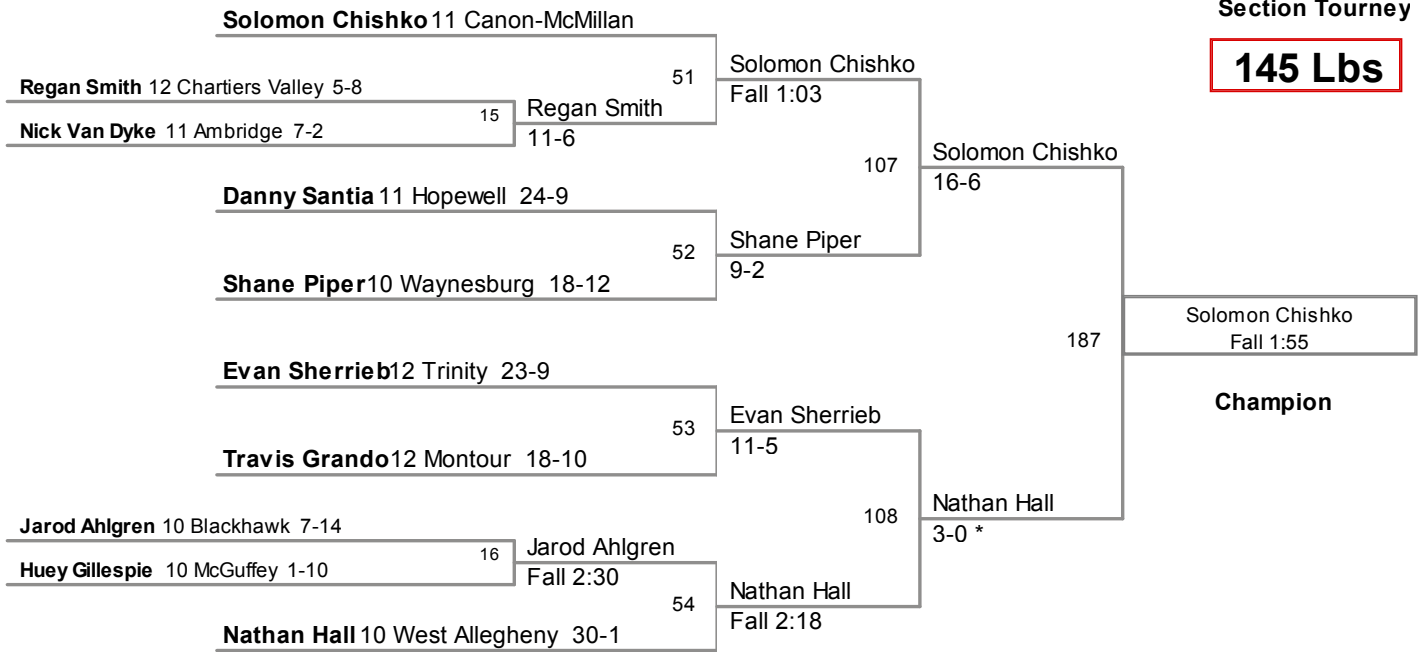 Section Tourney
145 Lbs
Solomon Chishko 11 Canon-McMillan
Regan Smith 12 Chartiers Valley 5-8
Nick Van Dyke 11 Ambridge 7-2
15
Regan Smith
11-6
51
Solomon Chishko
Fall 1:03
Danny Santia 11 Hopewell 24-9
Shane Piper 10 Waynesburg 18-12
52
Shane Piper
9-2
107
Solomon Chishko
16-6
Evan Sherrieb 12 Trinity 23-9
Travis Grando 12 Montour 18-10
53
Evan Sherrieb
11-5
Jarod Ahlgren 10 Blackhawk 7-14
Huey Gillespie 10 McGuffey 1-10
16
Jarod Ahlgren
Fall 2:30
Nathan Hall 10 West Allegheny 30-1
54
Nathan Hall
Fall 2:18
108
Nathan Hall
3-0 *
187
Solomon Chishko
Fall 1:55
Champion